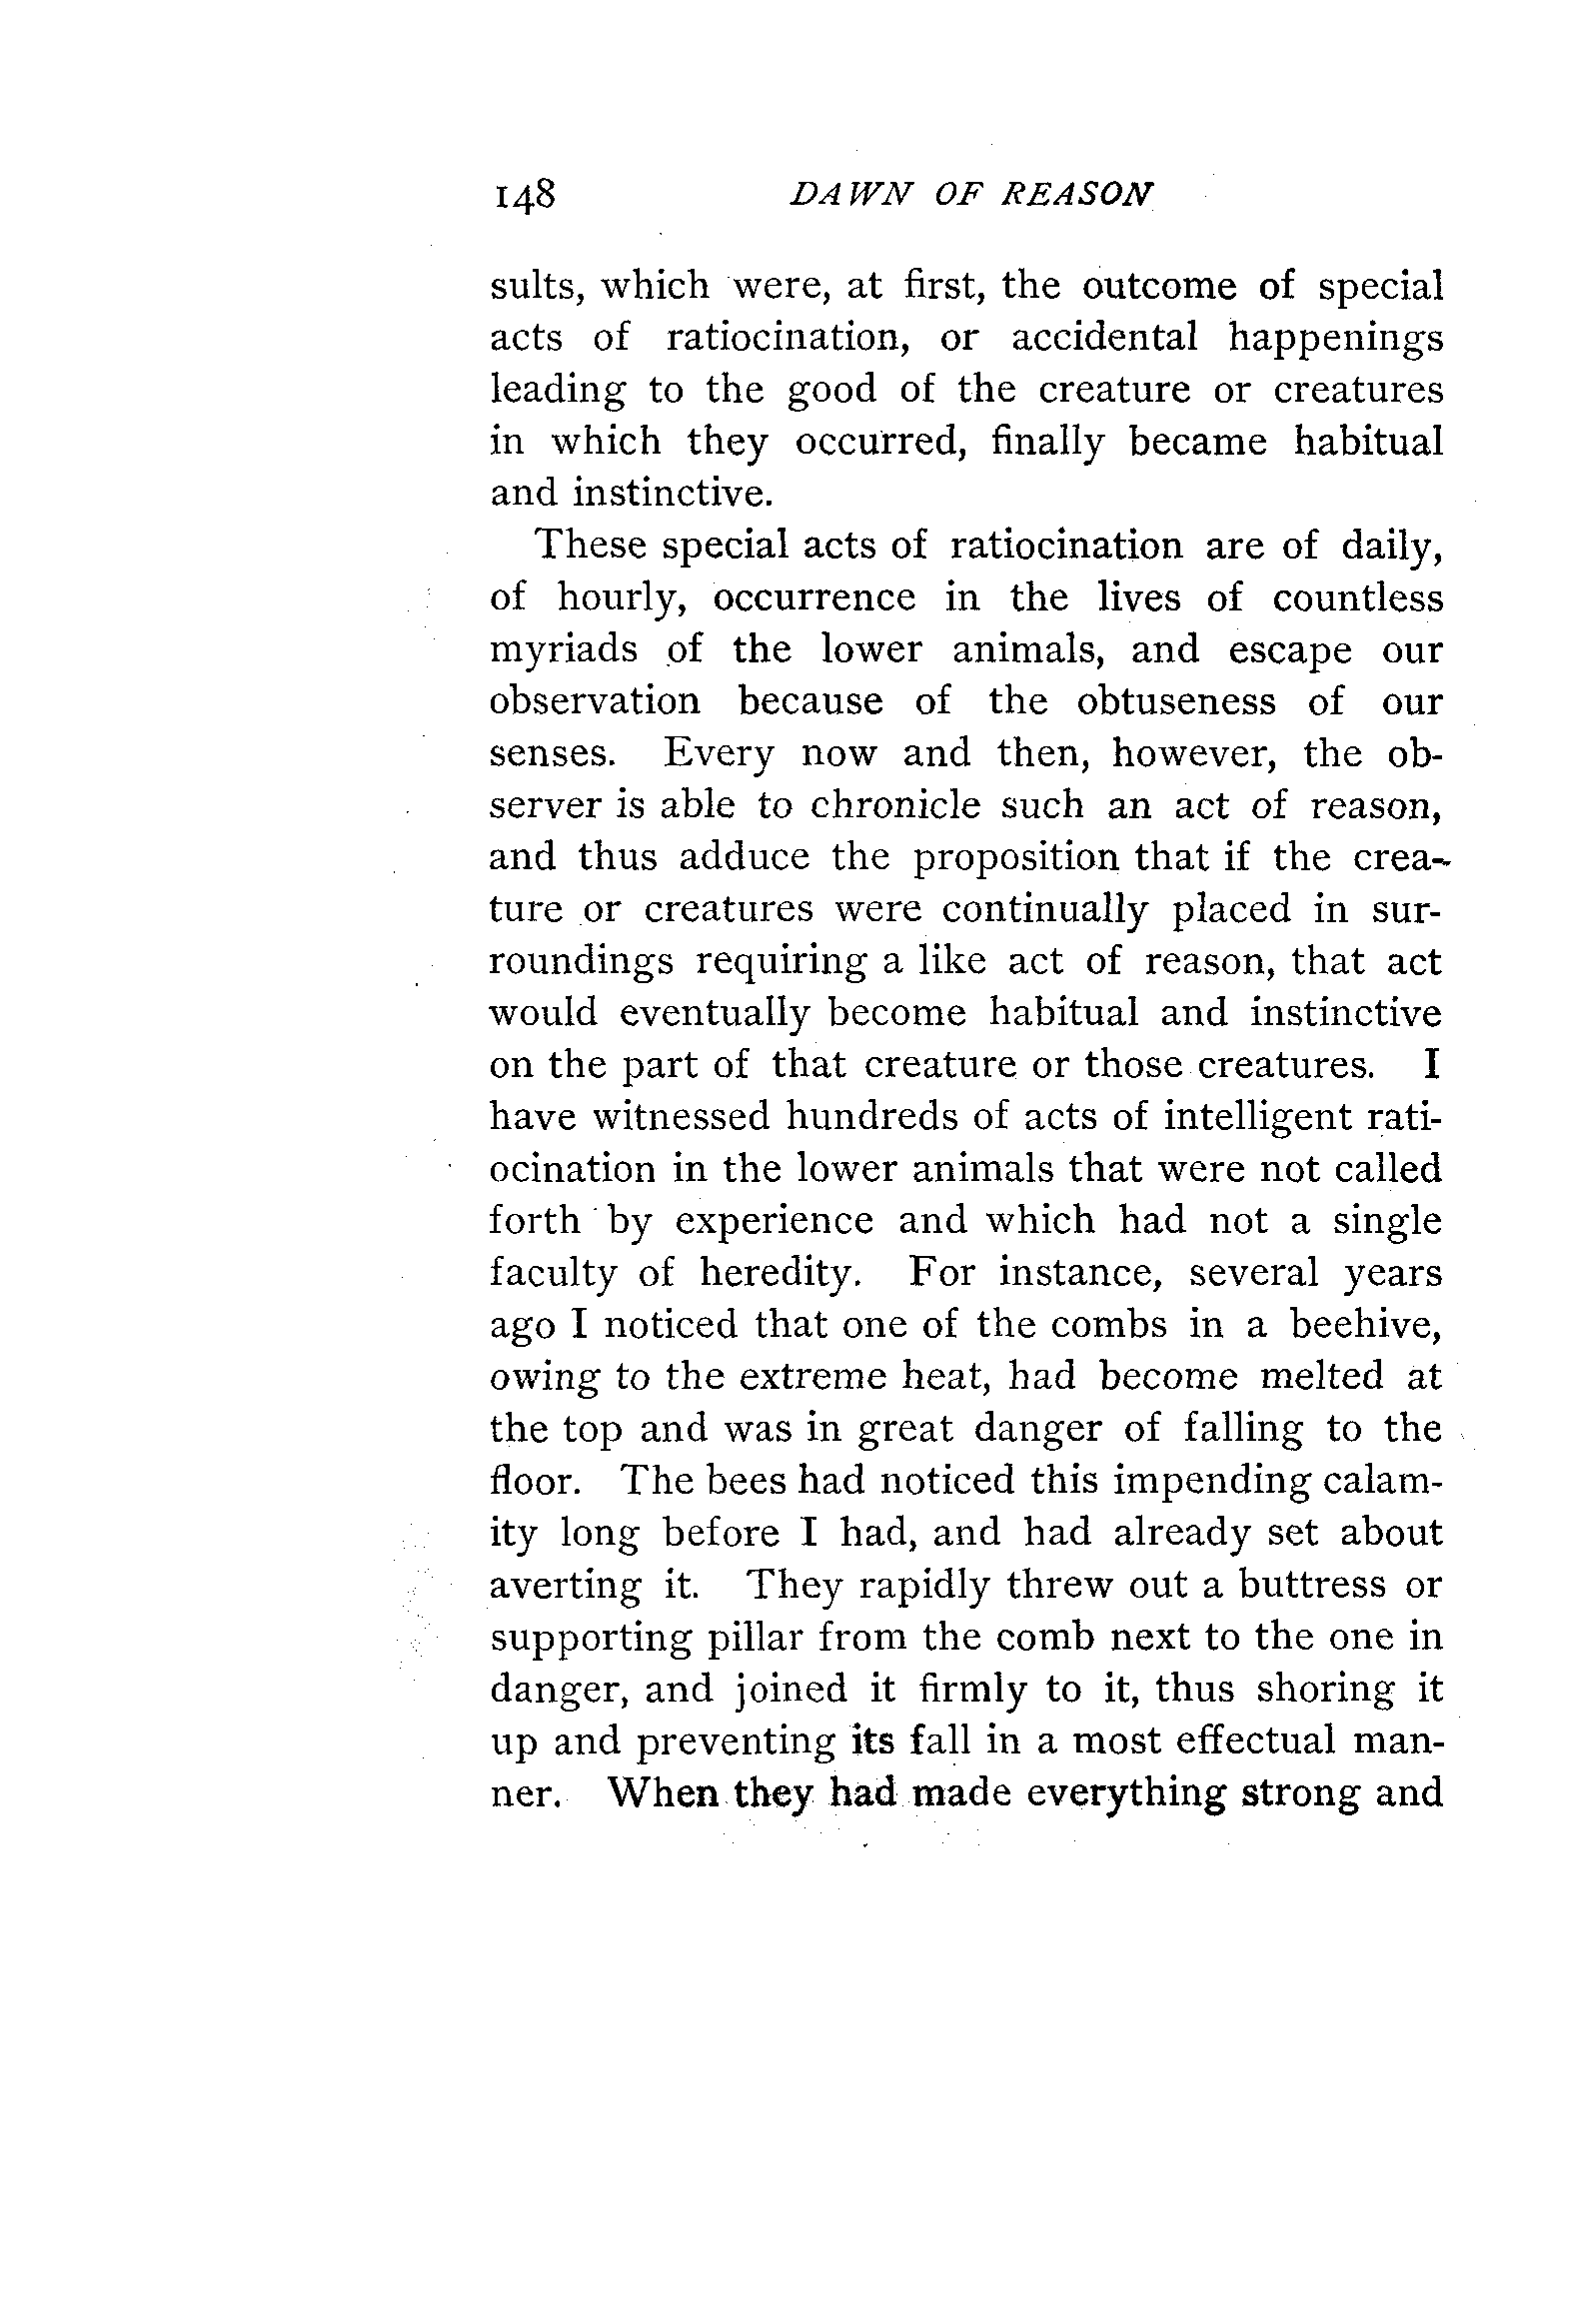 148 DAWN OF REASON
sults, which were, at first, the outcome of special
acts of ratiocination, or accidental happenings
leading to the good of the creature or creatures
in which they occurred, finally became habitual
and instinctive.
These special acts of ratiocination are of daily,
of hourly, occurrence in the lives of countless
myriads of the lower animals, and escape our
observation because of the obtuseness of our
senses. Every now and then, however, the ob-
server is able to chronicle such an act of reason,
and thus adduce the proposition that if the crea-
ture or creatures were continually placed in sur-
roundings requiring a like act of reason, that act
would eventually become habitual and instinctive
on the part of that creature or those creatures. I
have witnessed hundreds of acts of intelligent rati-
ocination in the lower animals that were not called
forth by experience and which had not a single
faculty of heredity. For instance, several years
ago I noticed that one of the combs in a beehive,
owing to the extreme heat, had become melted at
the top and was in great danger of falling to the
floor. The bees had noticed this impending calam-
ity long before I had, and had already set about
averting it. They rapidly threw out a buttress or
supporting pillar from the comb next to the one in
danger, and joined it firmly to it, thus shoring it
up and preventing its fall in a most effectual man-
ner. When they had made everything strong and